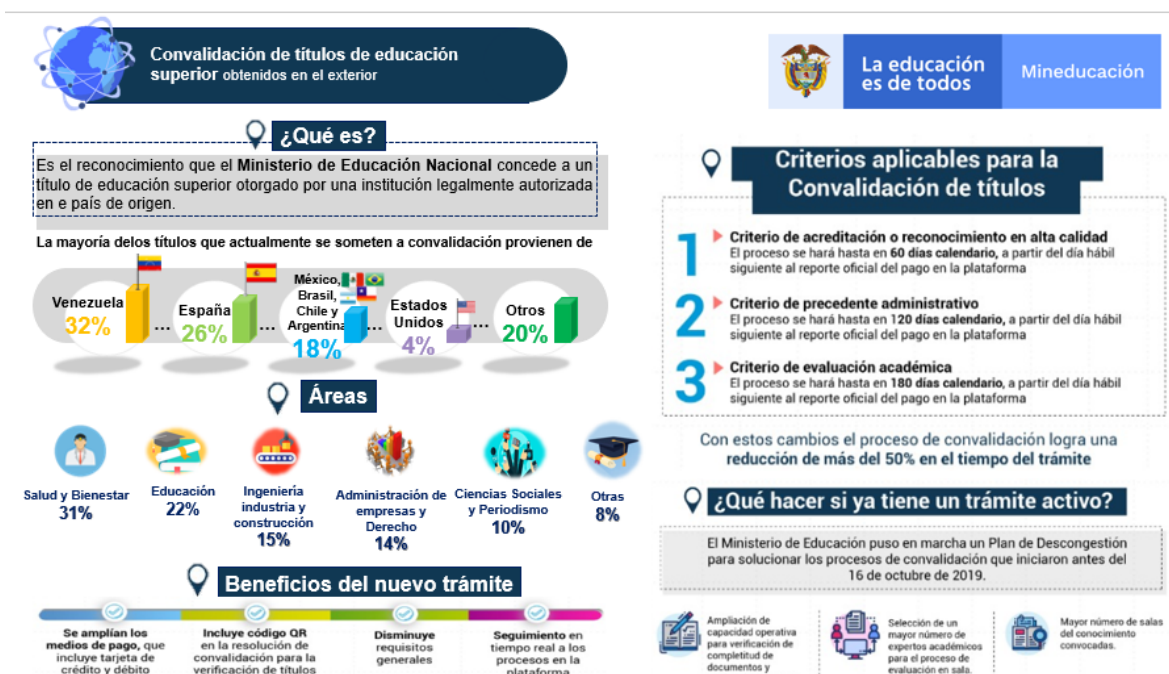 Convalidación de títulos de educación
superior obtenidos en el exterior
¿Qué es?
Es el reconocimiento que el Ministerio de Educación Nacional concede a un
título de educación superior otorgado por una institución legalmente autorizada
en e país de origen.
La mayoría delos títulos que actualmente se someten a convalidación provienen de
Venezuela
32%
...
España
26%
...
México,
Brasil,
Chile y
Argentina
18%
...
Estados
Unidos
4%
...
Otros
20%
Áreas
Salud y Bienestar
31%
Educación
22%
Ingeniería
industria y
construcción
15%
Administración de
empresas y
Derecho
14%
Ciencias Sociales
y Periodismo
10%
Otras
8%
Beneficios del nuevo trámite
Se amplían los
medios de pago, que
incluye tarjeta de
crédito y débito
Incluye código QR
en la resolución de
convalidación para la
verificación de títulos
Disminuye
requisitos
generales
Seguimiento en
tiempo real a los
procesos en la
plataforma
La educación
es de todos
Mineducación
Criterios aplicables para la
Convalidación de títulos
1
Criterio de acreditación o reconocimiento en alta calidad
El proceso se hará hasta en 60 días calendario, a partir del día hábil
siguiente al reporte oficial del pago en la plataforma
2
Criterio de precedente administrativo
El proceso se hará hasta en 120 días calendario, a partir del día hábil
siguiente al reporte oficial del pago en la plataforma
3
Criterio de evaluación académica
El proceso se hará hasta en 180 días calendario, a partir del día hábil
siguiente al reporte oficial del pago en la plataforma
Con estos cambios el proceso de convalidación logra una
reducción de más del 50% en el tiempo del trámite
¿Qué hacer si ya tiene un trámite activo?
El Ministerio de Educación puso en marcha un Plan de Descongestión
para solucionar los procesos de convalidación que iniciaron antes del
16 de octubre de 2019.
Ampliación de
capacidad operativa
para verificación de
completitud de
documentos y
Selección de un
mayor número de
expertos académicos
para el proceso de
evaluación en sala.
Mayor número de salas
del conocimiento
convocadas.